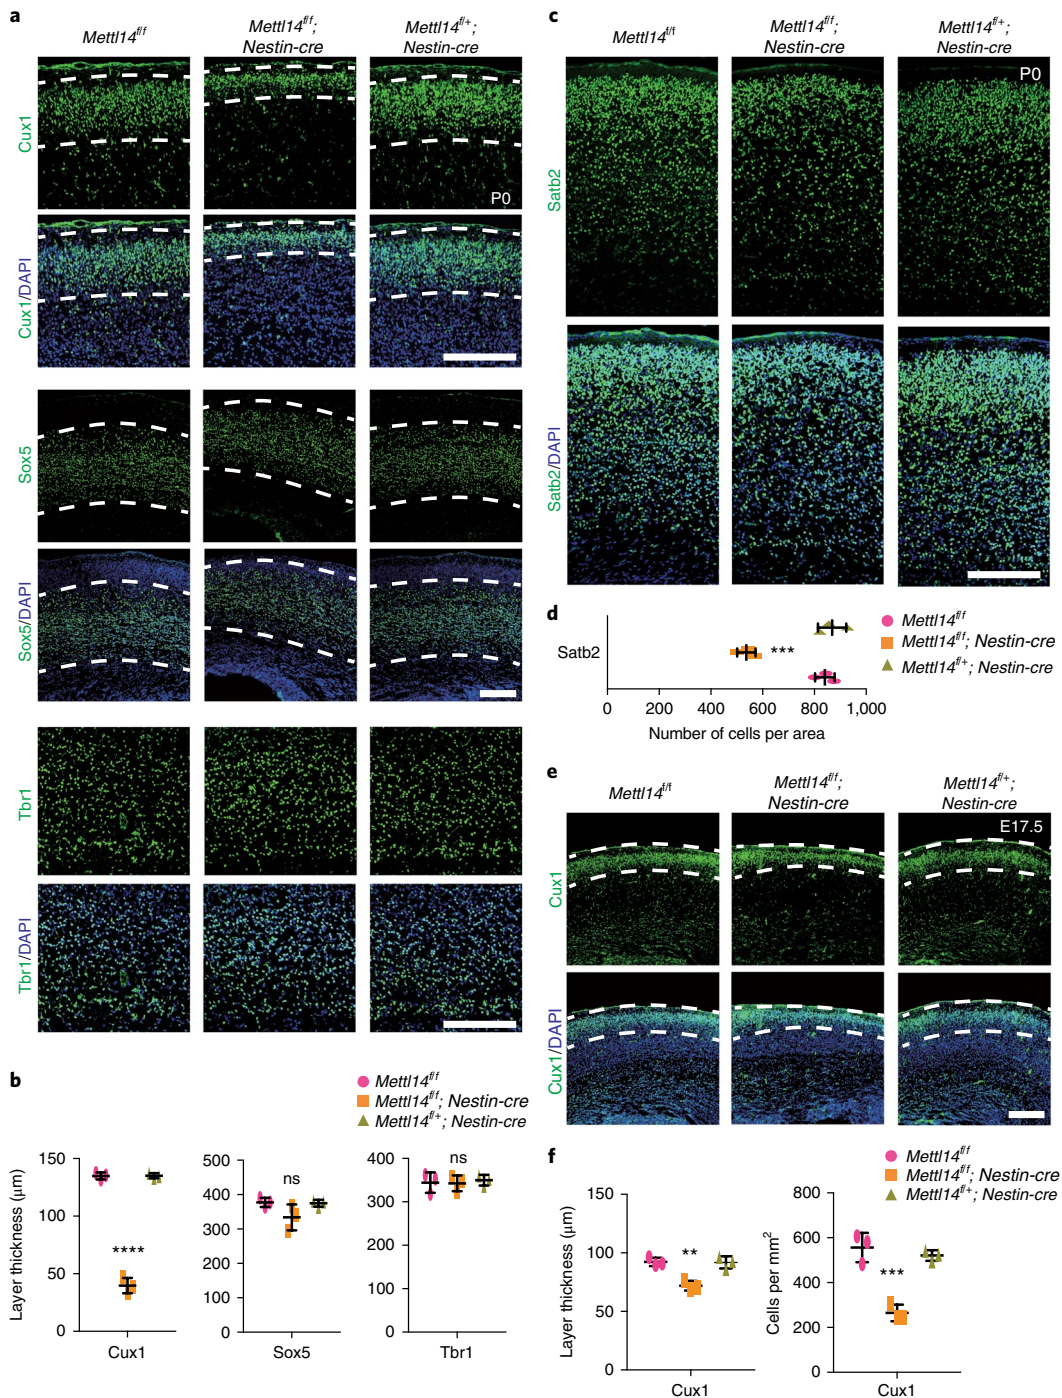 a
Mettl14f/f
Mettl14f/f;
Nestin-cre
Mettl14f/+;
Nestin-cre
Cux1
P0
Cux1/DAPI
Sox5
Sox5/DAPI
Tbr1
Tbr1/DAPI
b
Mettl14f/f
Mettl14f/f; Nestin-cre
Mettl14f/+; Nestin-cre
Layer thickness (μm)
150
100
50
0
****
Cux1
500
400
300
200
100
0
ns
Sox5
400
300
200
100
0
ns
Tbr1
c
Mettl14f/f
Mettl14f/f;
Nestin-cre
Mettl14f/+;
Nestin-cre
P0
Satb2
Satb2/DAPI
d
Satb2
***
0 200 400 600 800 1,000
Number of cells per area
Mettl14f/f
Mettl14f/f; Nestin-cre
Mettl14f/+; Nestin-cre
e
Mettl14f/f
Mettl14f/f;
Nestin-cre
Mettl14f/+;
Nestin-cre
E17.5
Cux1
Cux1/DAPI
f
Mettl14f/f
Mettl14f/f; Nestin-cre
Mettl14f/+; Nestin-cre
Layer thickness (μm)
150
100
50
0
**
Cux1
Cells per mm2
800
600
400
200
0
***
Cux1